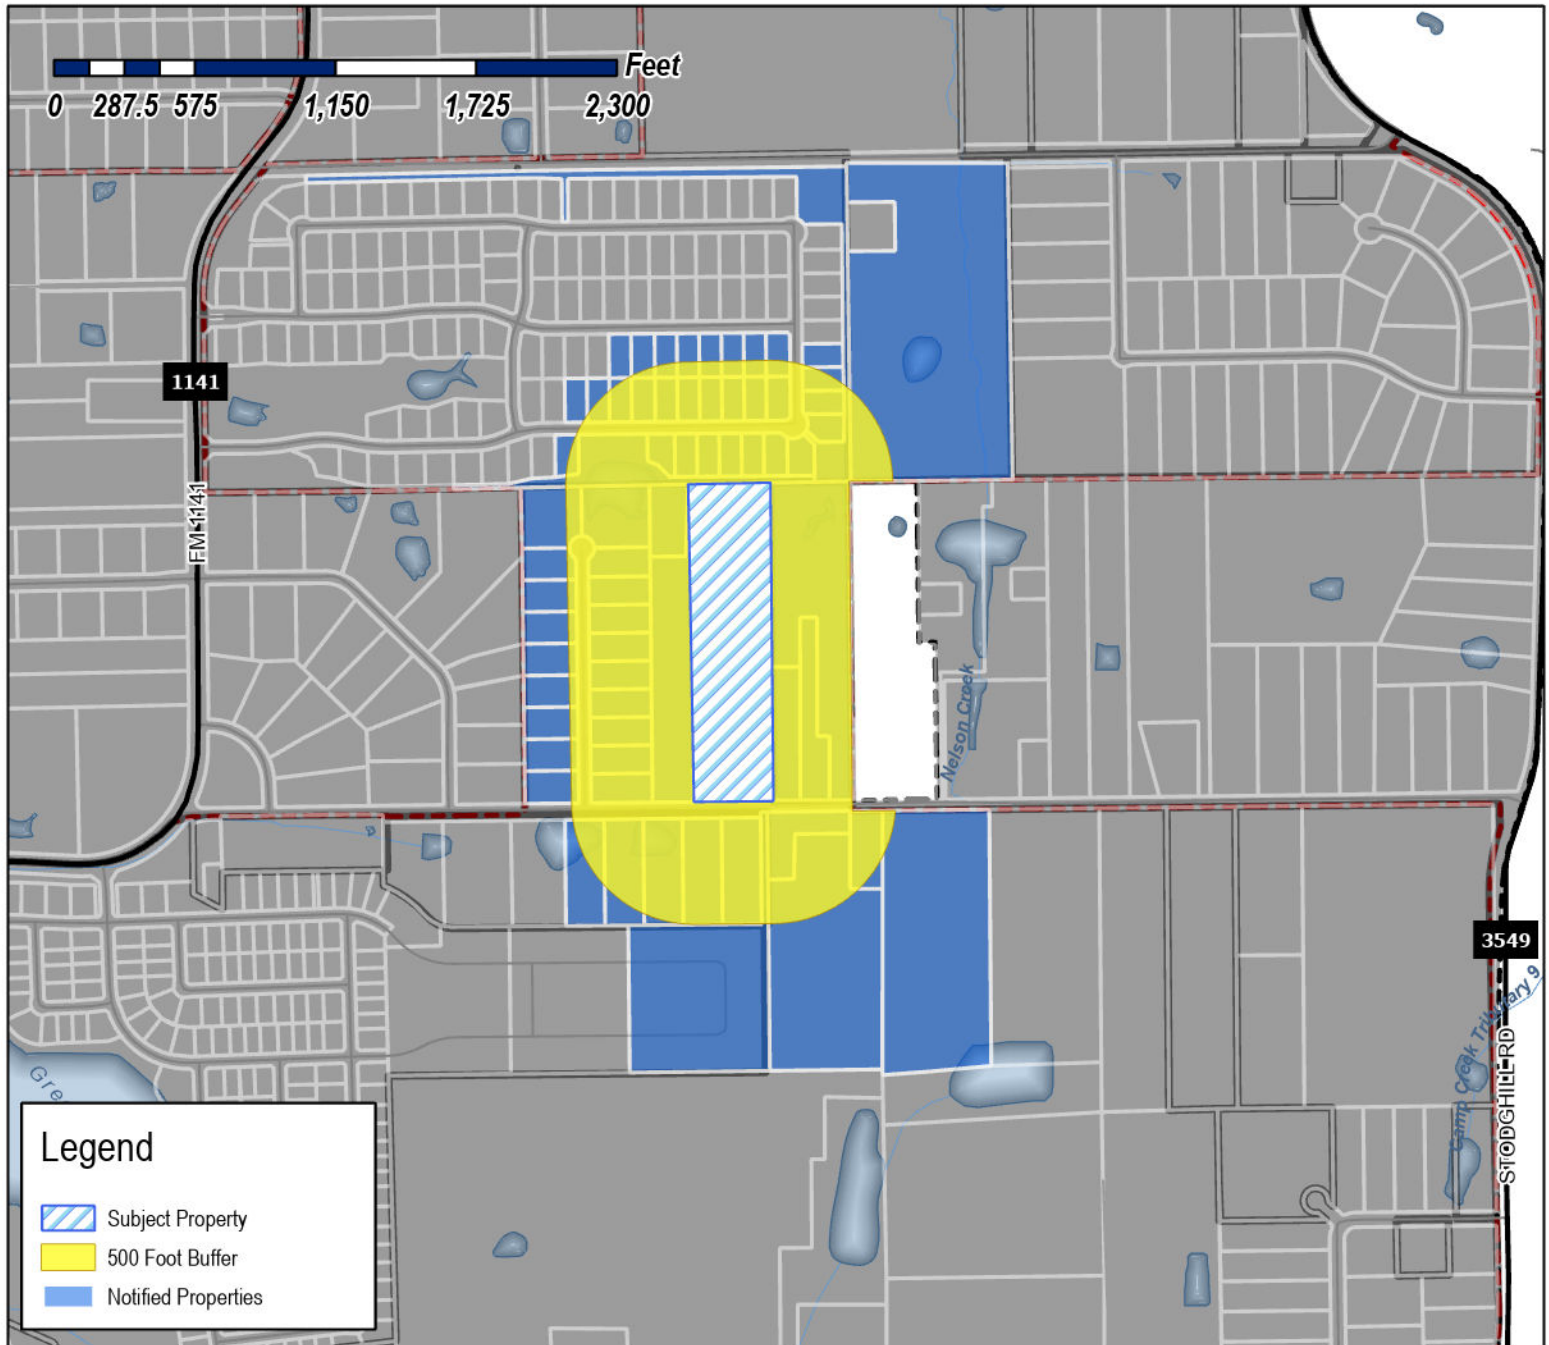 Feet
0 287.5 575 1,150 1,725 2,300
1141
FM 1141
Nelson Creek
3549
Camp Creek Tributary 9
STODGHILL RD
Gre
Legend
Subject Property
500 Foot Buffer
Notified Properties